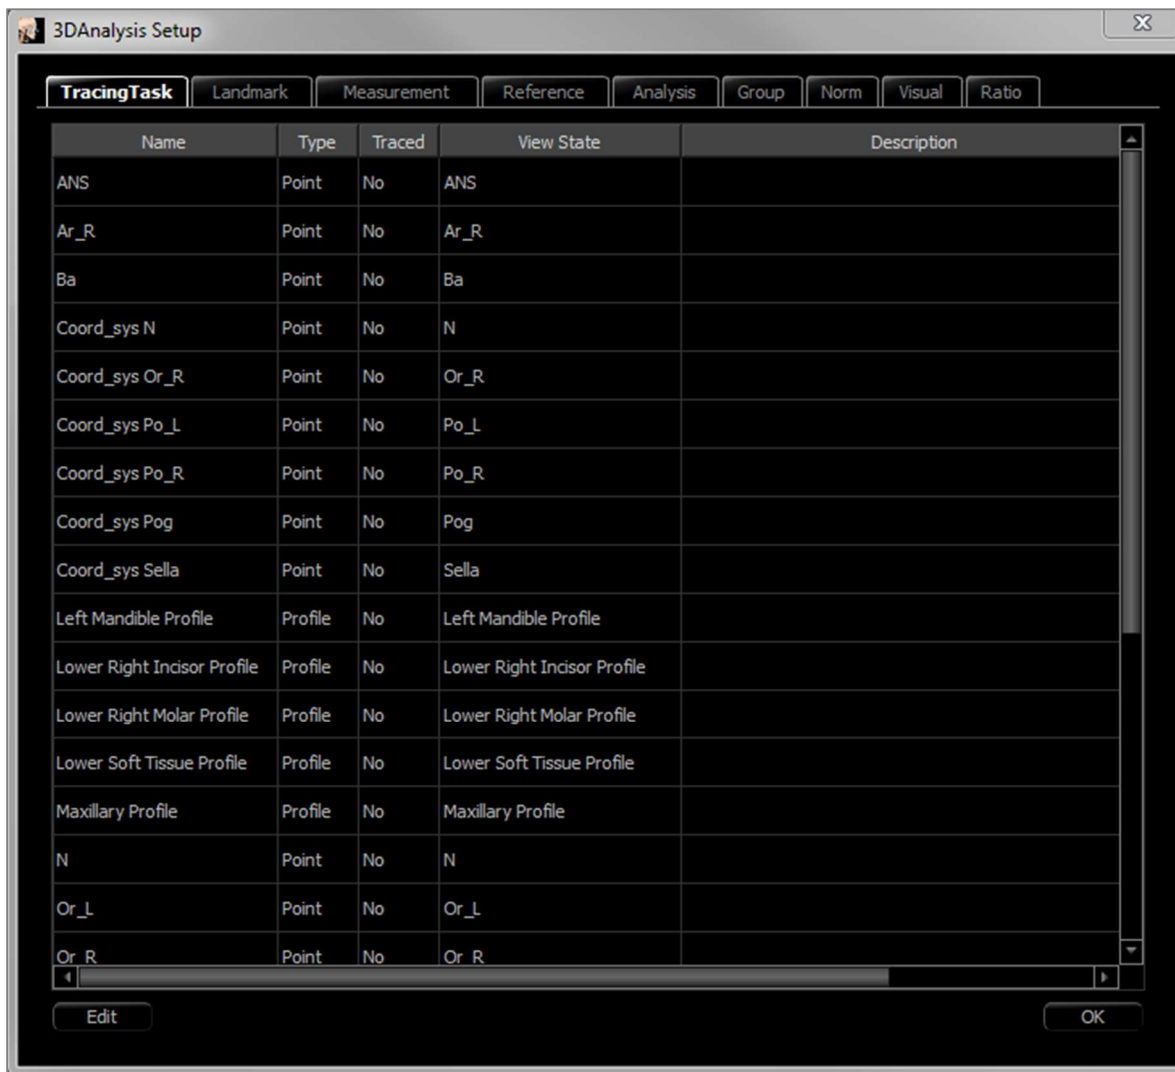 3DAnalysis Setup
TracingTask Landmark Measurement Reference Analysis Group Norm Visual Ratio
Name Type Traced View State Description
ANS Point No ANS
Ar_R Point No Ar_R
Ba Point No Ba
Coord_sys N Point No N
Coord_sys Or_R Point No Or_R
Coord_sys Po_L Point No Po_L
Coord_sys Po_R Point No Po_R
Coord_sys Pog Point No Pog
Coord_sys Sella Point No Sella
Left Mandible Profile Profile No Left Mandible Profile
Lower Right Incisor Profile Profile No Lower Right Incisor Profile
Lower Right Molar Profile Profile No Lower Right Molar Profile
Lower Soft Tissue Profile Profile No Lower Soft Tissue Profile
Maxillary Profile Profile No Maxillary Profile
N Point No N
Or_L Point No Or_L
Or_R Point No Or_R
Edit OK